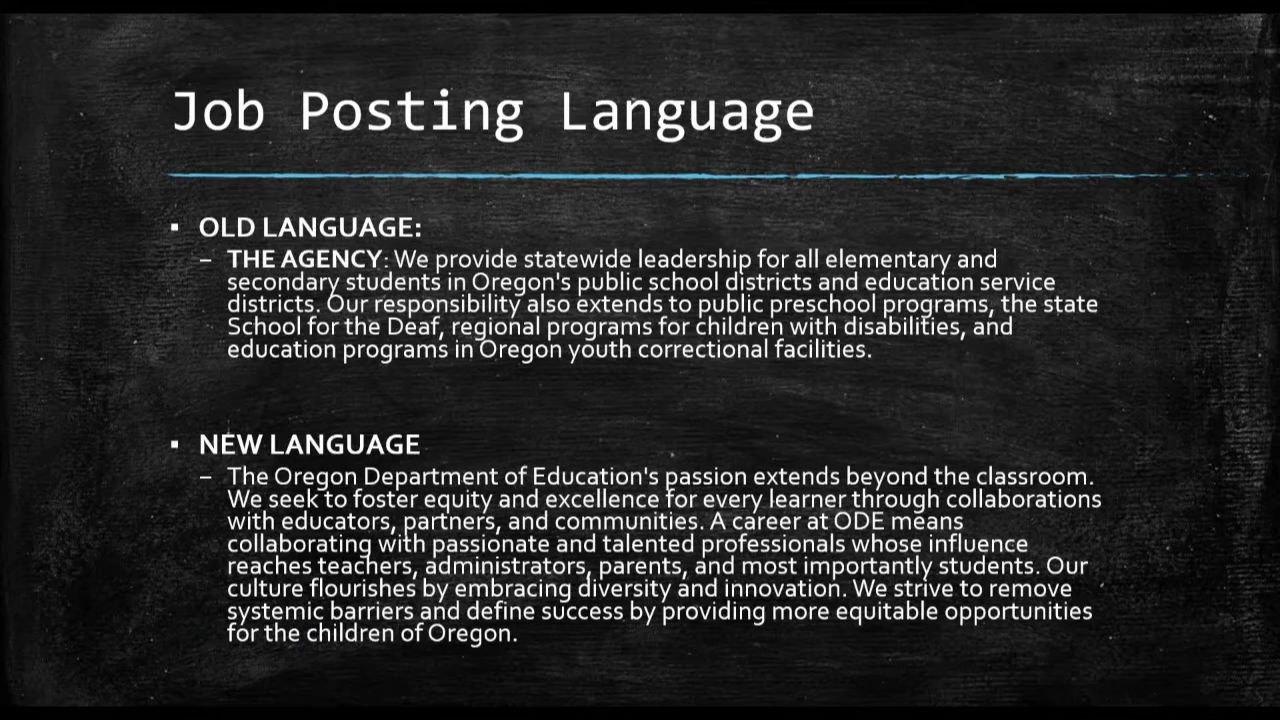 Job Posting Language
▪ OLD LANGUAGE:
– THE AGENCY: We provide statewide leadership for all elementary and
secondary students in Oregon's public school districts and education service
districts. Our responsibility also extends to public preschool programs, the state
School for the Deaf, regional programs for children with disabilities, and
education programs in Oregon youth correctional facilities.
▪ NEW LANGUAGE
– The Oregon Department of Education's passion extends beyond the classroom.
We seek to foster equity and excellence for every learner through collaborations
with educators, partners, and communities. A career at ODE means
collaborating with passionate and talented professionals whose influence
reaches teachers, administrators, parents, and most importantly students. Our
culture flourishes by embracing diversity and innovation. We strive to remove
systemic barriers and define success by providing more equitable opportunities
for the children of Oregon.